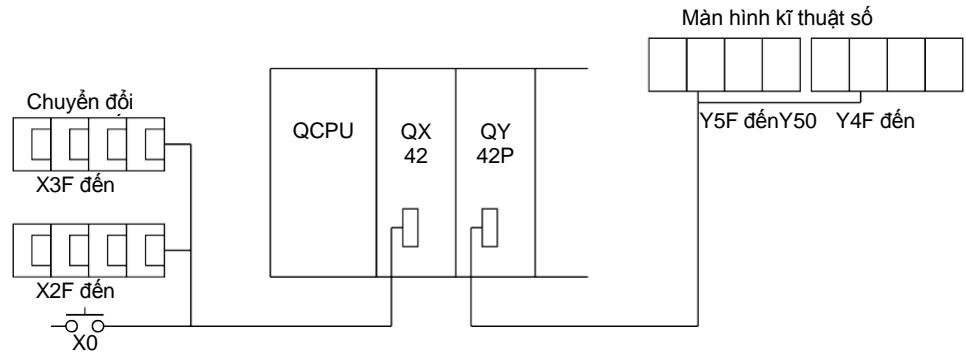 Màn hình kĩ thuật số
Chuyển đổi
QCPU
QX
42
QY
42P
Y5F đếnY50
Y4F đến
X3F đến
X2F đến
X0